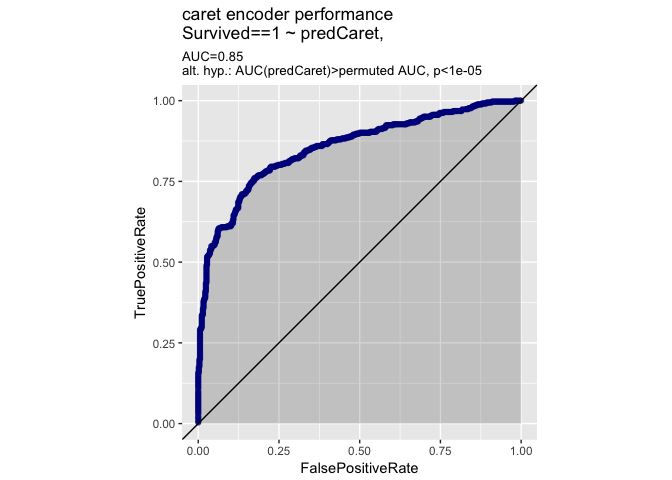 caret encoder performance
Survived==1 ~ predCaret,
AUC=0.85
alt. hyp.: AUC(predCaret)>permuted AUC, p<1e-05
1.00
0.75
0.50
0.25
0.00
TruePositiveRate
0.00 0.25 0.50 0.75 1.00
FalsePositiveRate